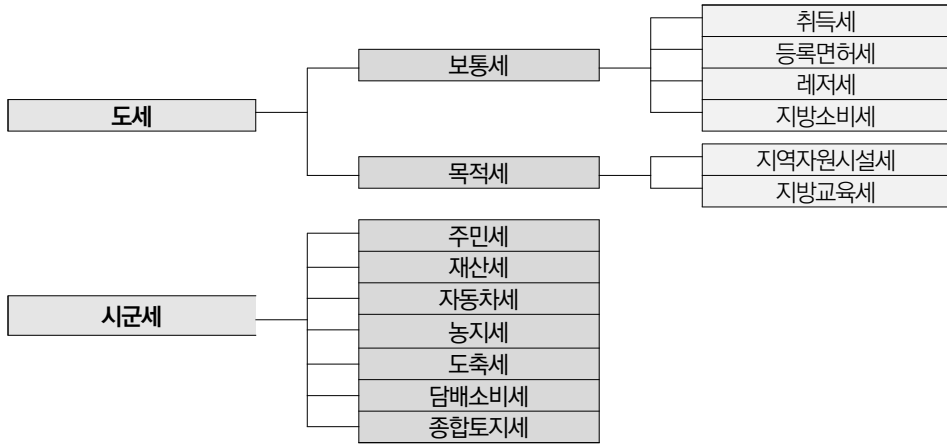 도세
보통세
취득세
등록면허세
레저세
지방소비세
목적세
지역자원시설세
지방교육세
시군세
주민세
재산세
자동차세
농지세
도축세
담배소비세
종합토지세